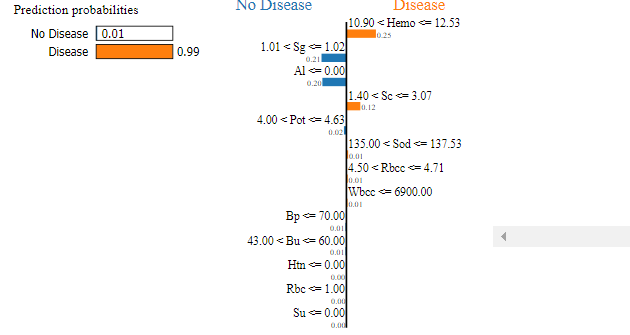 Prediction probabilities
No Disease 0.01
Disease 0.99
No Disease Disease
10.90 < Hemo <= 12.53
0.25
1.01 < Sg <= 1.02
0.21
Al <= 0.00
0.20
1.40 < Sc <= 3.07
0.12
4.00 < Pot <= 4.63
0.02
135.00 < Sod <= 137.53
0.01
4.50 < Rbcc <= 4.71
0.01
Wbcc <= 6900.00
0.01
Bp <= 70.00
0.01
43.00 < Bu <= 60.00
0.01
Htn <= 0.00
0.00
Rbc <= 1.00
0.00
Su <= 0.00
0.00